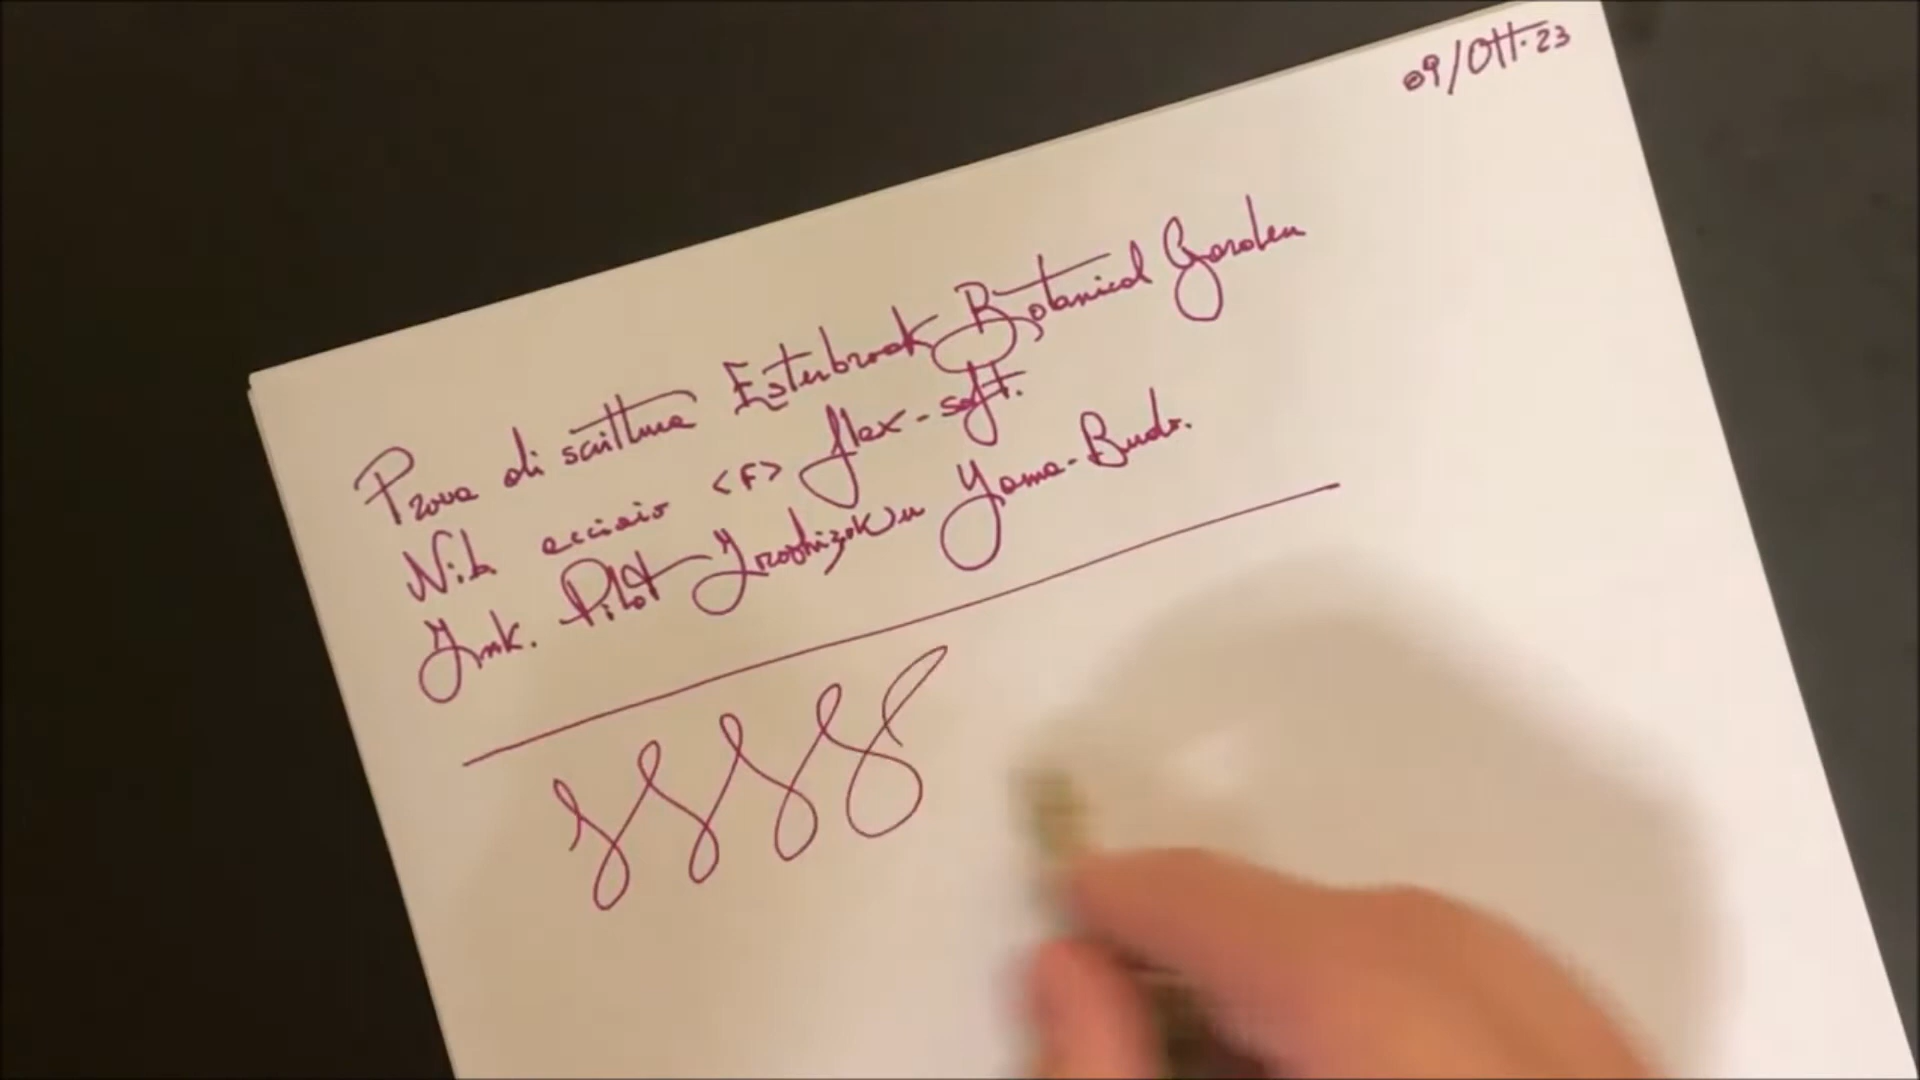 09/Ott.23
Prova di scrittura Esterbrook Botanical Garden
Nib acciaio <F> flex-soft.
Ink. Pilot Iroshizuku Yama-Budo.